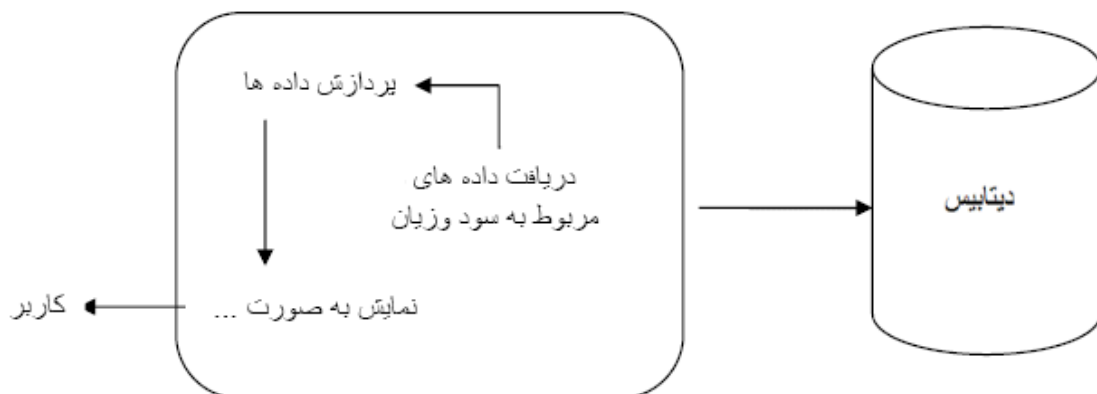 پردازش داده ها
دریافت داده های
مربوط به سود وزیان
دیتابیس
نمایش به صورت ...
کاربر